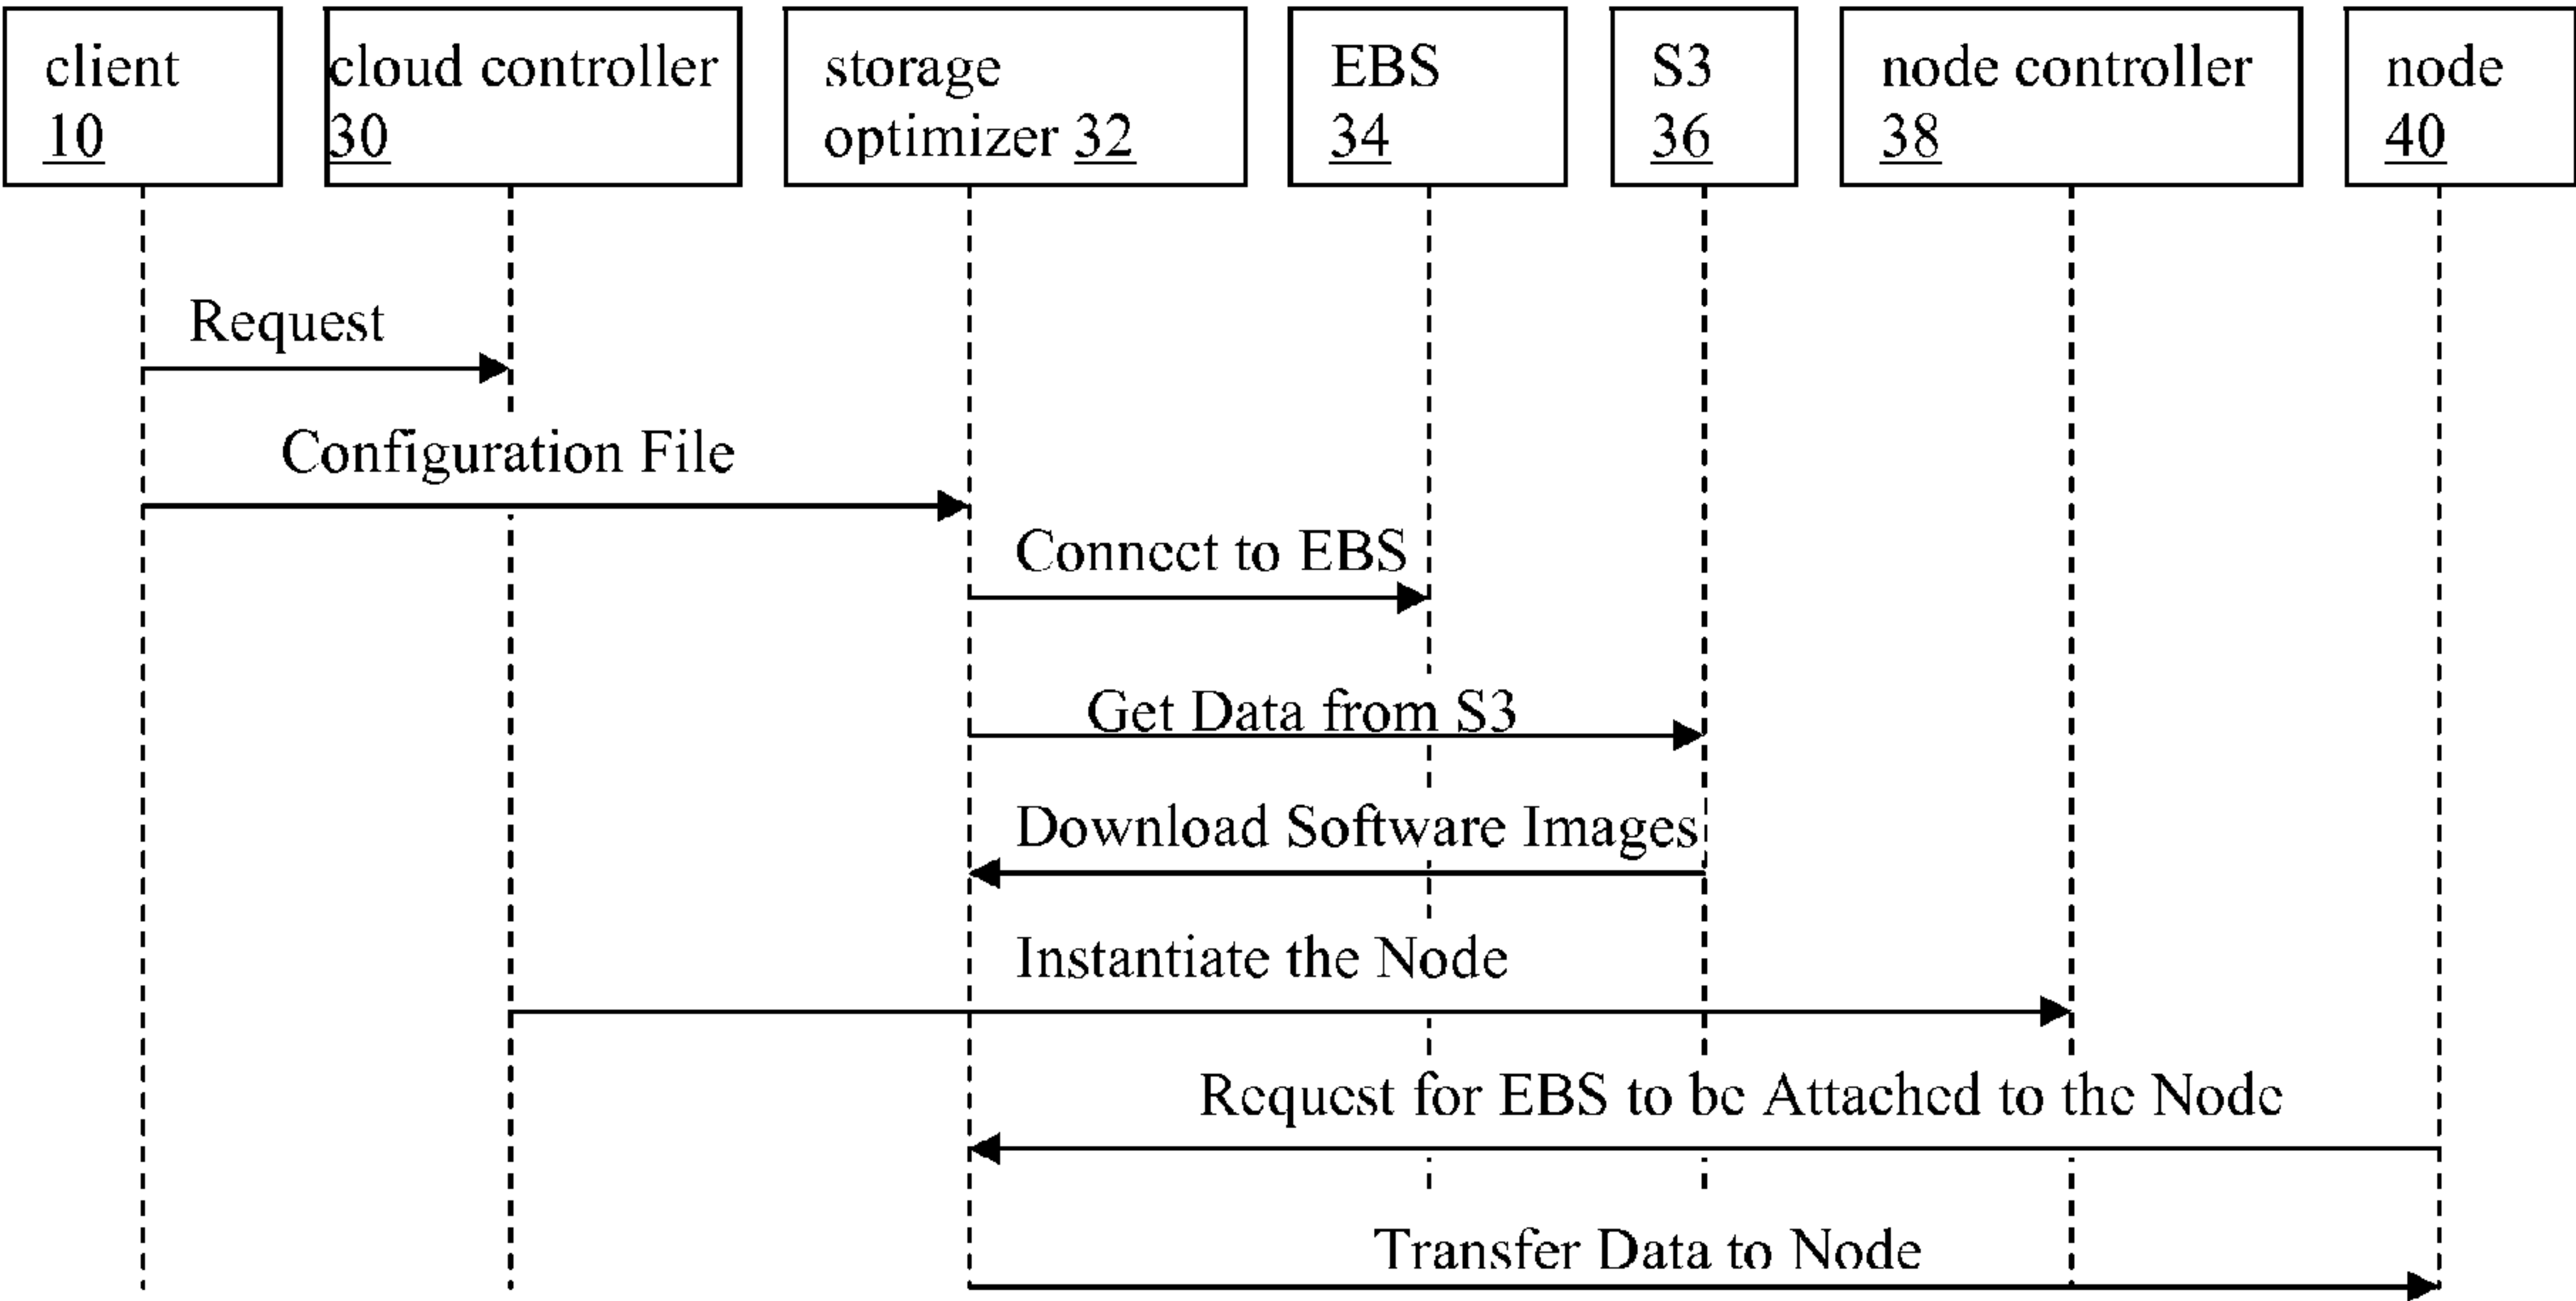 client
10
cloud controller
30
storage
optimizer 32
EBS
34
S3
36
node controller
38
node
40
Request
Configuration File
Connect to EBS
Get Data from S3
Download Software Images
Instantiate the Node
Request for EBS to be Attached to the Node
Transfer Data to Node